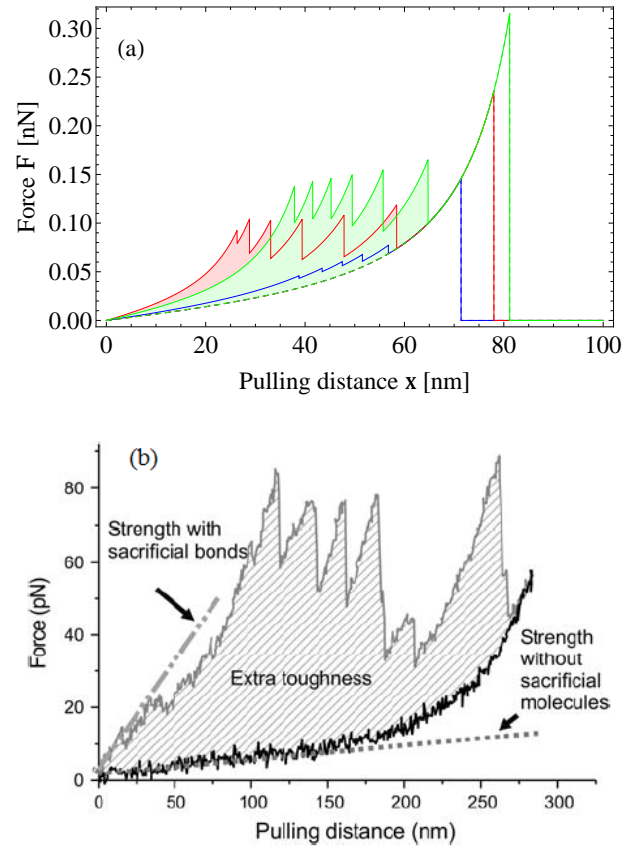 (a)
0.30
0.25
0.20
0.15
0.10
0.05
0.00
Force F [nN]
0 20 40 60 80 100
Pulling distance x [nm]
(b)
80
60
40
20
0
Force (pN)
Strength with
sacrificial bonds
Extra toughness
Strength
without
sacrificial
molecules
0 50 100 150 200 250 300
Pulling distance (nm)